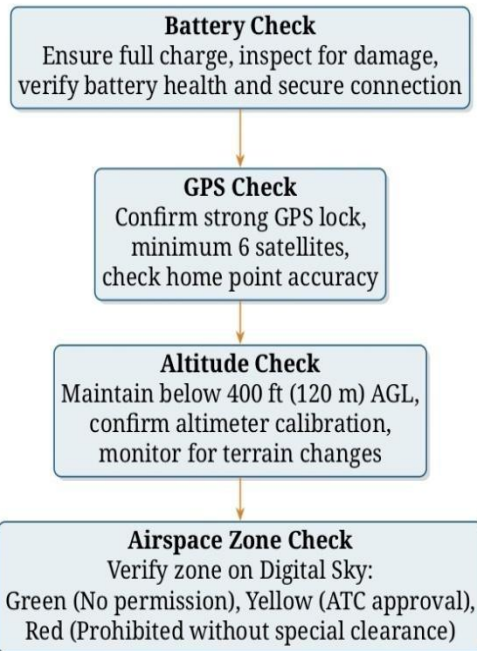 Battery Check
Ensure full charge, inspect for damage,
verify battery health and secure connection
GPS Check
Confirm strong GPS lock,
minimum 6 satellites,
check home point accuracy
Altitude Check
Maintain below 400 ft (120 m) AGL,
confirm altimeter calibration,
monitor for terrain changes
Airspace Zone Check
Verify zone on Digital Sky:
Green (No permission), Yellow (ATC approval),
Red (Prohibited without special clearance)